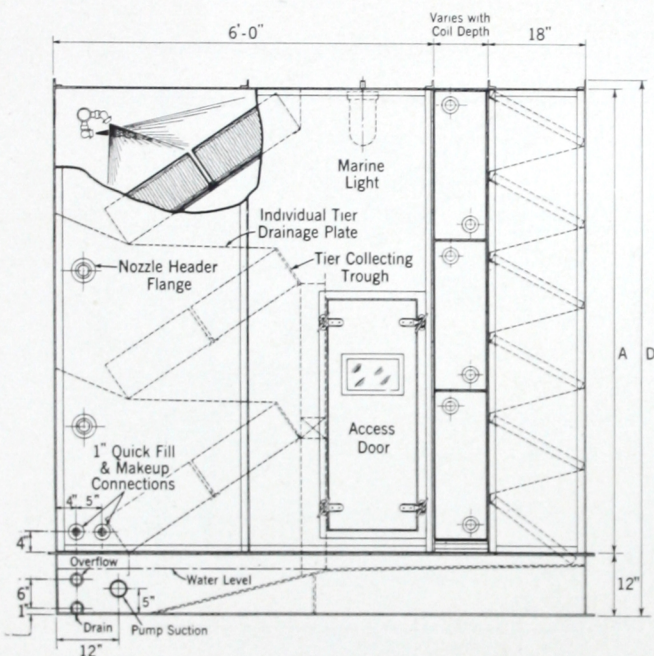 Varies with
Coil Depth
6'-0"
18"
Marine
Light
Individual Tier
Drainage Plate
Tier Collecting
Trough
Nozzle Header
Flange
A
D
Access
Door
1" Quick Fill
& Makeup
Connections
4" 5"
4"
Overflow
Water Level
6"
5"
12"
1"
Drain
Pump Suction
12"